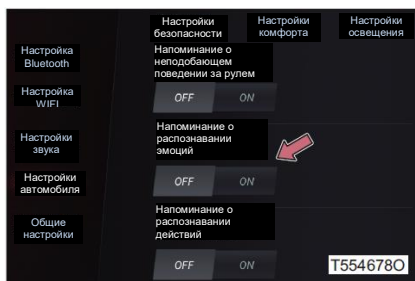 Настройки
безопасности
Настройки
комфорта
Настройки
освещения
Настройка
Bluetooth
Напоминание о
неподобающем
поведении за рулем
Настройка
WIFI
OFF ON
Настройки
звука
Напоминание о
распознавании
эмоций
Настройки
автомобиля
OFF ON
Общие
настройки
Напоминание о
распознавании
действий
OFF ON
T554678O